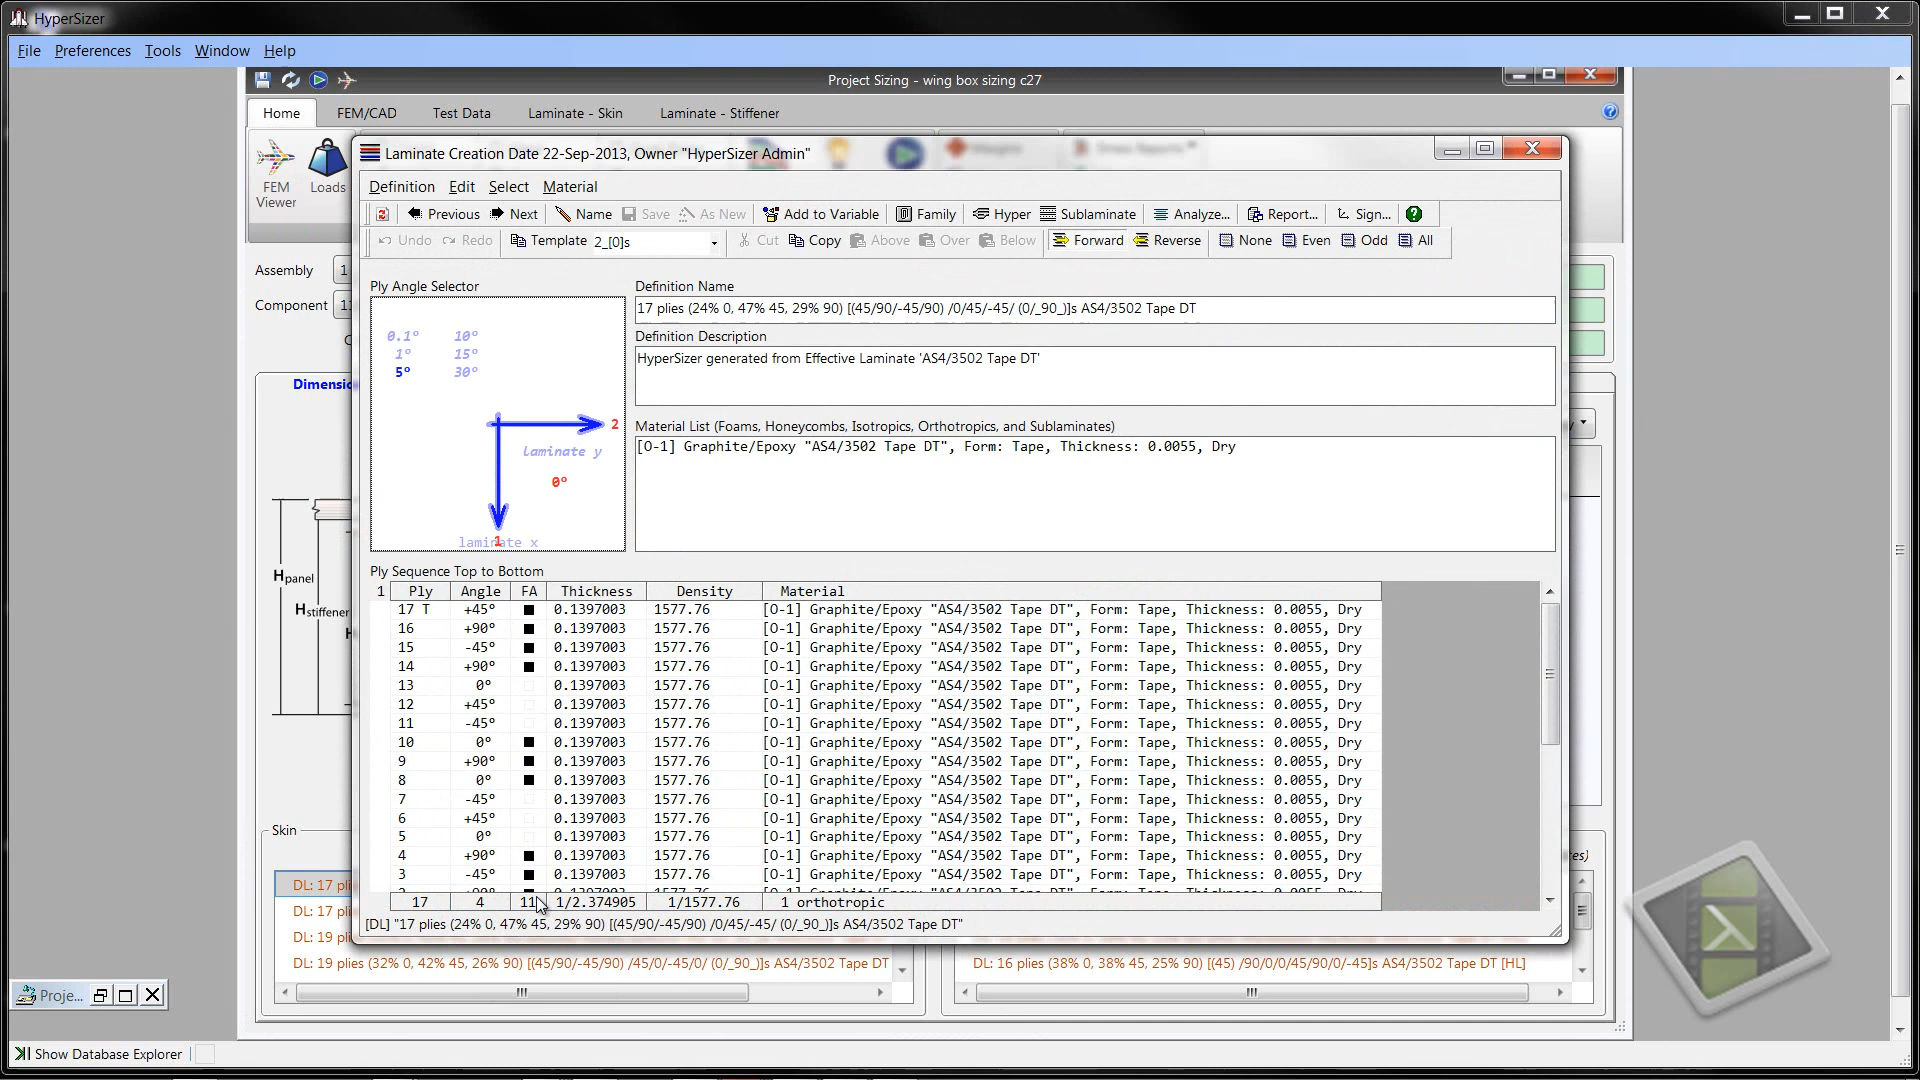 HyperSizer
File Preferences Tools Window Help
Project Sizing - wing box sizing c27
Home FEM/CAD Test Data Laminate - Skin Laminate - Stiffener
FEM Viewer Loads
Laminate Creation Date 22-Sep-2013, Owner "HyperSizer Admin"
Definition Edit Select Material
Previous Next Name Save As New Add to Variable Family Hyper Sublaminate Analyze... Report... Sign...
Undo Redo Template 2_[0]s Cut Copy Above Over Below Forward Reverse None Even Odd All
Assembly 1
Component 11
Ply Angle Selector
0.1° 10°
1° 15°
5° 30°
2
laminate y
0°
laminate x
1
Definition Name
17 plies (24% 0, 47% 45, 29% 90) [(45/90/-45/90) /0/45/-45/ (0/_90_)]s AS4/3502 Tape DT
Definition Description
HyperSizer generated from Effective Laminate 'AS4/3502 Tape DT'
Material List (Foams, Honeycombs, Isotropics, Orthotropics, and Sublaminates)
[O-1] Graphite/Epoxy "AS4/3502 Tape DT", Form: Tape, Thickness: 0.0055, Dry
Dimensio
Hpanel
Hstiffener
H
Ply Sequence Top to Bottom
1 Ply Angle FA Thickness Density Material
17 T +45° 0.1397003 1577.76 [O-1] Graphite/Epoxy "AS4/3502 Tape DT", Form: Tape, Thickness: 0.0055, Dry
16 +90° 0.1397003 1577.76 [O-1] Graphite/Epoxy "AS4/3502 Tape DT", Form: Tape, Thickness: 0.0055, Dry
15 -45° 0.1397003 1577.76 [O-1] Graphite/Epoxy "AS4/3502 Tape DT", Form: Tape, Thickness: 0.0055, Dry
14 +90° 0.1397003 1577.76 [O-1] Graphite/Epoxy "AS4/3502 Tape DT", Form: Tape, Thickness: 0.0055, Dry
13 0° 0.1397003 1577.76 [O-1] Graphite/Epoxy "AS4/3502 Tape DT", Form: Tape, Thickness: 0.0055, Dry
12 +45° 0.1397003 1577.76 [O-1] Graphite/Epoxy "AS4/3502 Tape DT", Form: Tape, Thickness: 0.0055, Dry
11 -45° 0.1397003 1577.76 [O-1] Graphite/Epoxy "AS4/3502 Tape DT", Form: Tape, Thickness: 0.0055, Dry
10 0° 0.1397003 1577.76 [O-1] Graphite/Epoxy "AS4/3502 Tape DT", Form: Tape, Thickness: 0.0055, Dry
9 +90° 0.1397003 1577.76 [O-1] Graphite/Epoxy "AS4/3502 Tape DT", Form: Tape, Thickness: 0.0055, Dry
8 0° 0.1397003 1577.76 [O-1] Graphite/Epoxy "AS4/3502 Tape DT", Form: Tape, Thickness: 0.0055, Dry
7 -45° 0.1397003 1577.76 [O-1] Graphite/Epoxy "AS4/3502 Tape DT", Form: Tape, Thickness: 0.0055, Dry
6 +45° 0.1397003 1577.76 [O-1] Graphite/Epoxy "AS4/3502 Tape DT", Form: Tape, Thickness: 0.0055, Dry
5 0° 0.1397003 1577.76 [O-1] Graphite/Epoxy "AS4/3502 Tape DT", Form: Tape, Thickness: 0.0055, Dry
4 +90° 0.1397003 1577.76 [O-1] Graphite/Epoxy "AS4/3502 Tape DT", Form: Tape, Thickness: 0.0055, Dry
3 -45° 0.1397003 1577.76 [O-1] Graphite/Epoxy "AS4/3502 Tape DT", Form: Tape, Thickness: 0.0055, Dry
17 4 11 1/2.374905 1/1577.76 1 orthotropic
[DL] "17 plies (24% 0, 47% 45, 29% 90) [(45/90/-45/90) /0/45/-45/ (0/_90_)]s AS4/3502 Tape DT"
Skin
DL: 17 pli
DL: 17 pli
DL: 19 pli
DL: 19 plies (32% 0, 42% 45, 26% 90) [(45/90/-45/90) /45/0/-45/0/ (0/_90_)]s AS4/3502 Tape DT
DL: 16 plies (38% 0, 38% 45, 25% 90) [(45) /90/0/0/45/90/0/-45]s AS4/3502 Tape DT [HL]
Proje...
Show Database Explorer